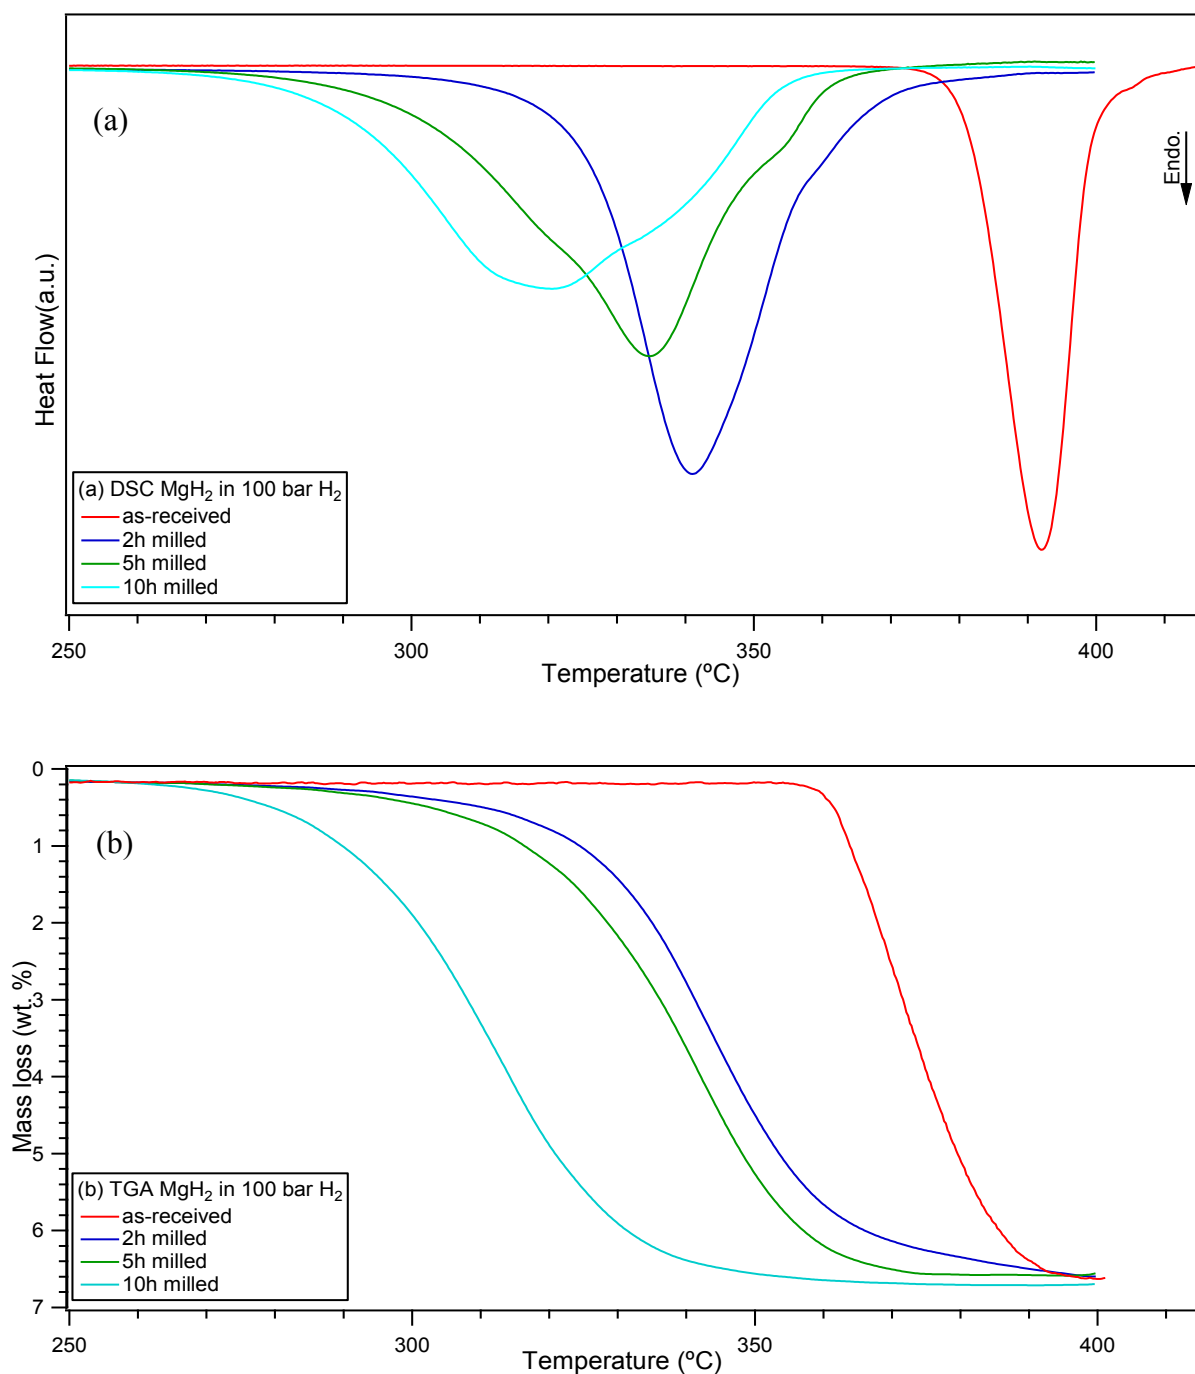 (a)
Endo.
Heat Flow(a.u.)
(a) DSC MgH₂ in 100 bar H₂
as-received
2h milled
5h milled
10h milled
250 300 350 400
Temperature (ºC)
0
1
2
3
4
5
6
7
(b)
Mass loss (wt. %)
(b) TGA MgH₂ in 100 bar H₂
as-received
2h milled
5h milled
10h milled
250 300 350 400
Temperature (ºC)